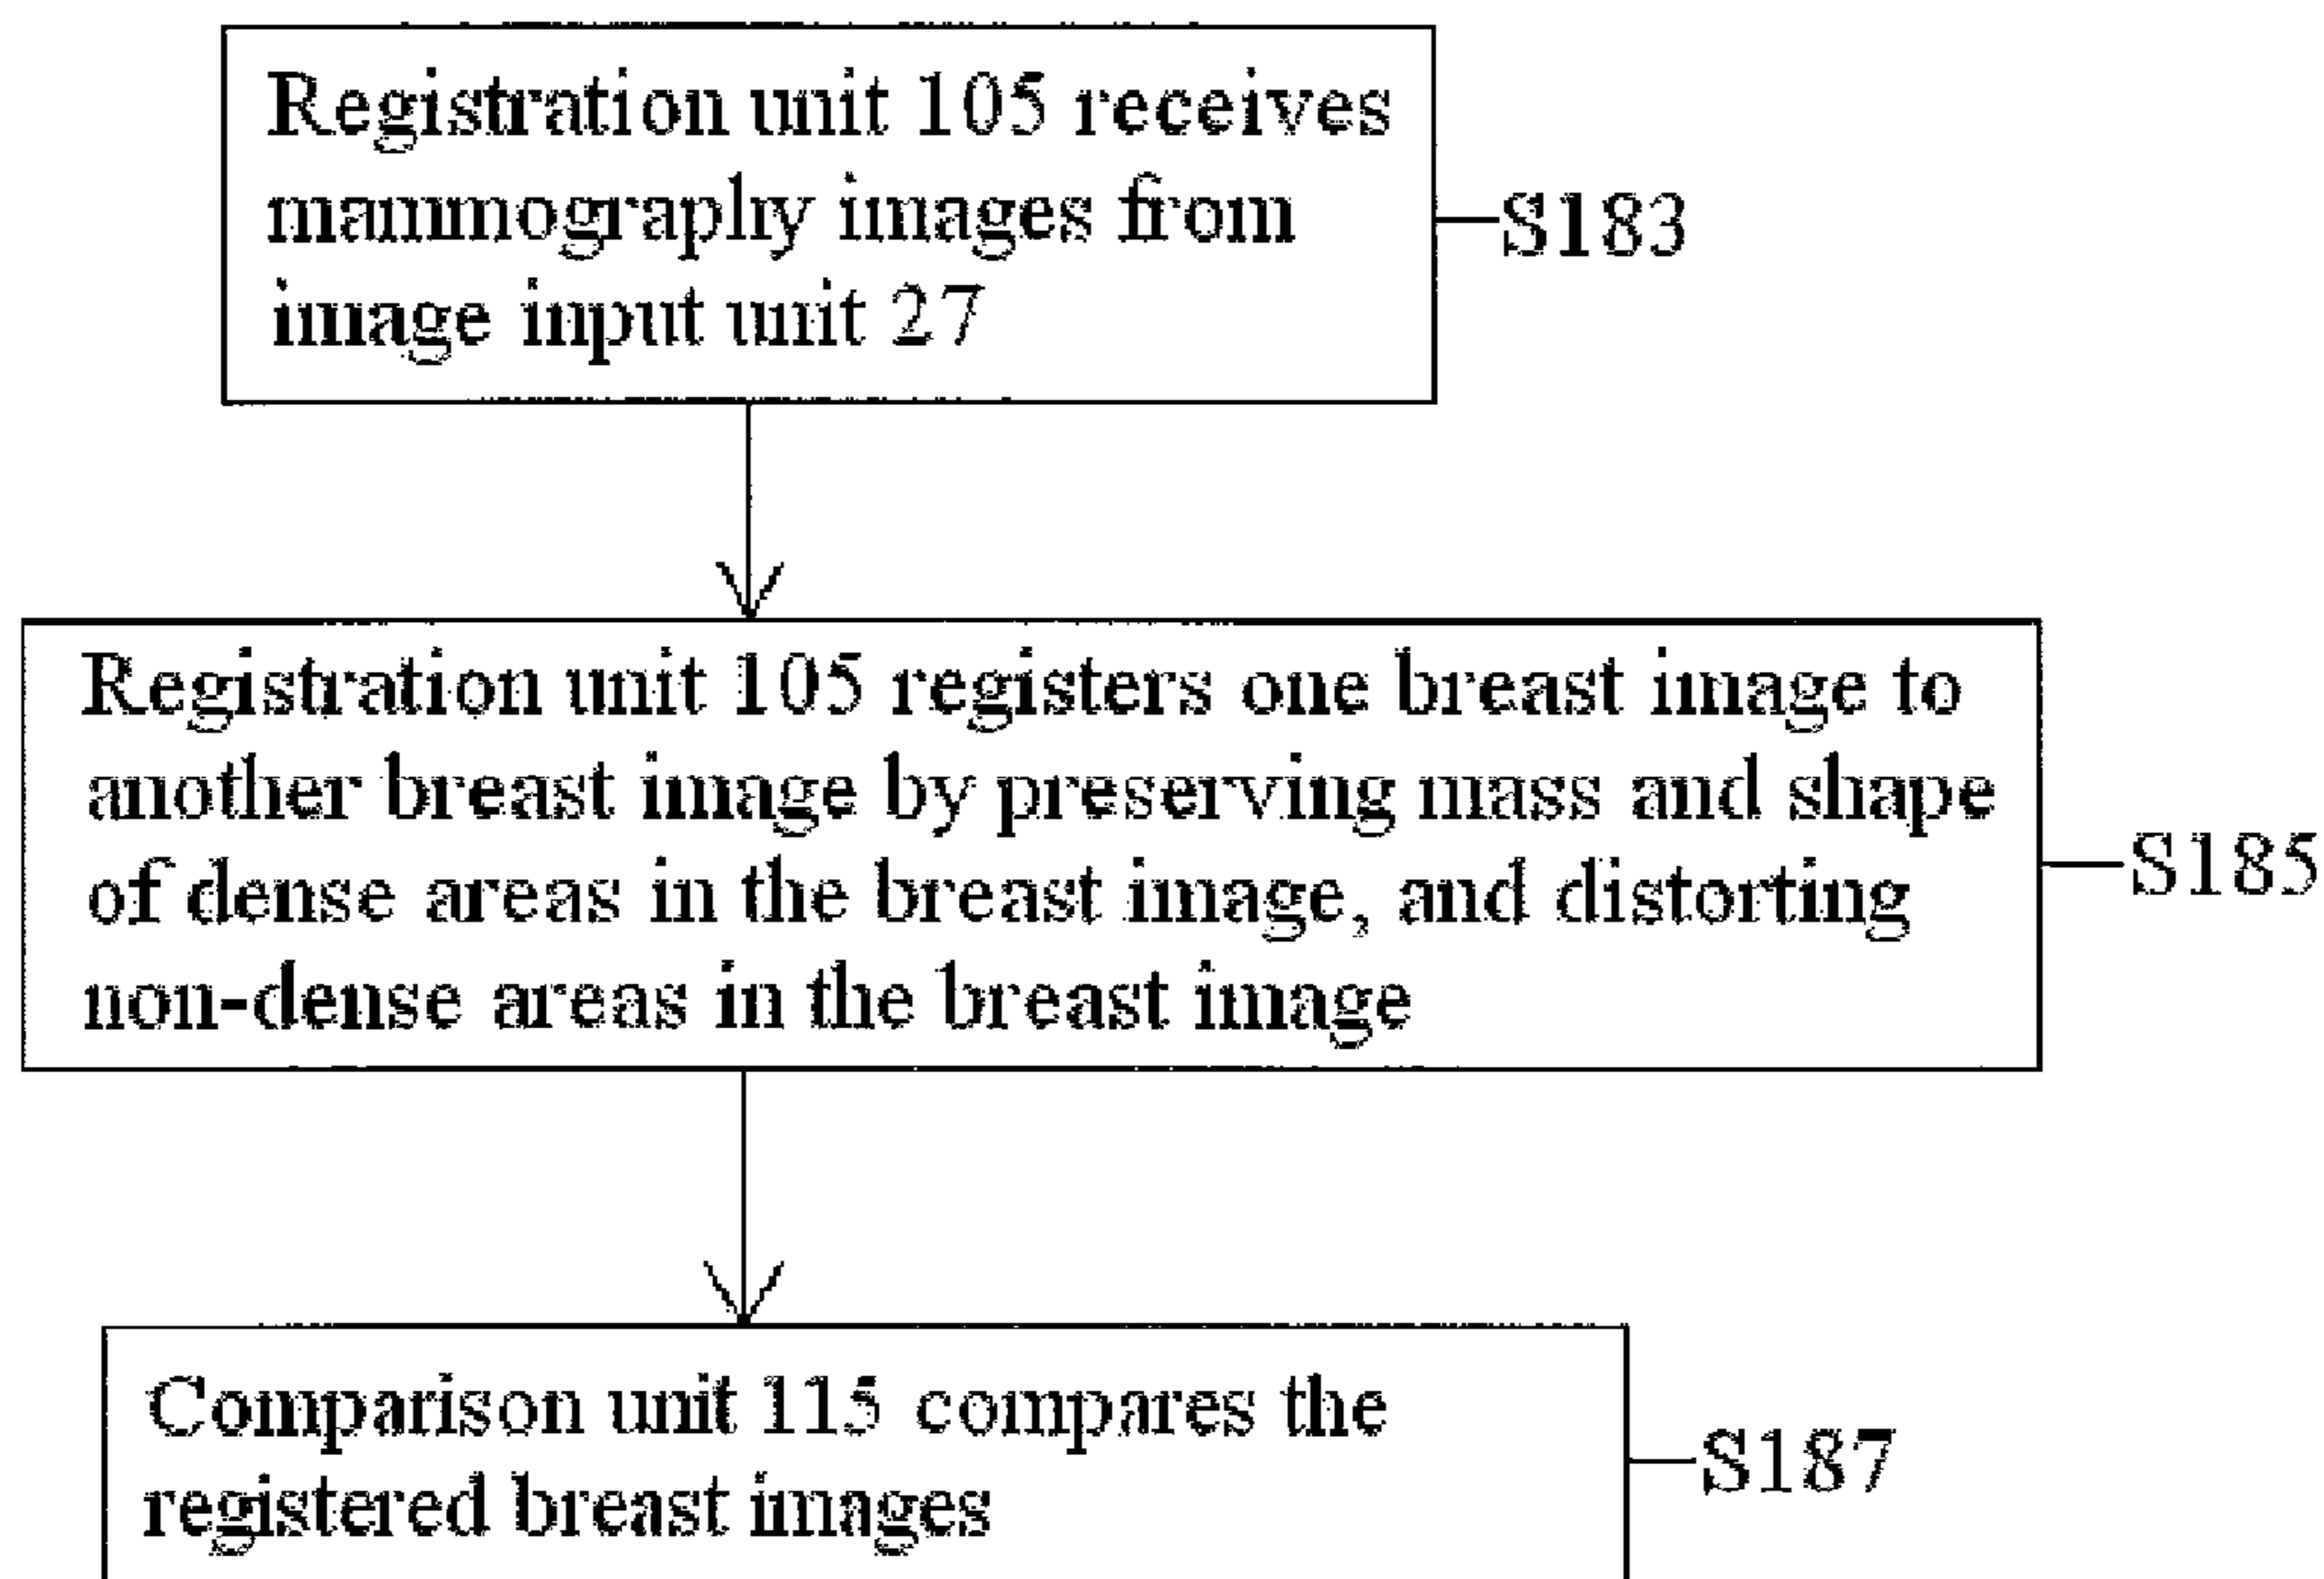 Registration unit 105 receives
mammography images from
image input unit 27
S183
Registration unit 105 registers one breast image to
another breast image by preserving mass and shape
of dense areas in the breast image, and distorting
non-dense areas in the breast image
S185
Comparison unit 115 compares the
registered breast images
S187